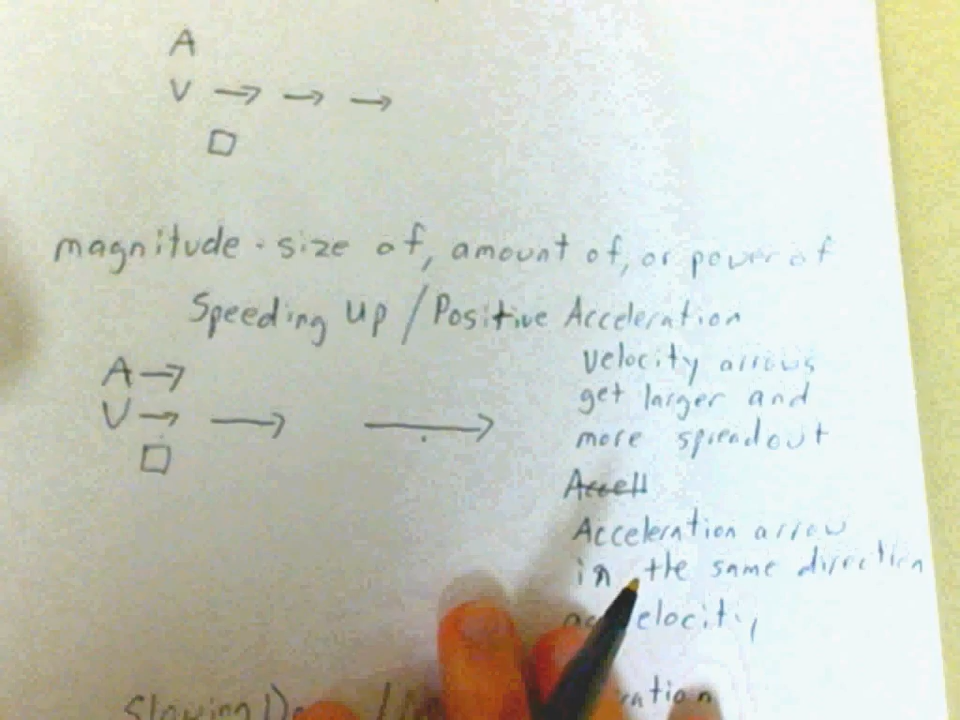 A
V → → →
□
magnitude - size of, amount of, or power of
Speeding Up / Positive Acceleration
A →
V → → →
□
velocity arrows
get larger and
more spreadout
Accell
Acceleration arrow
in the same direction
Slowing